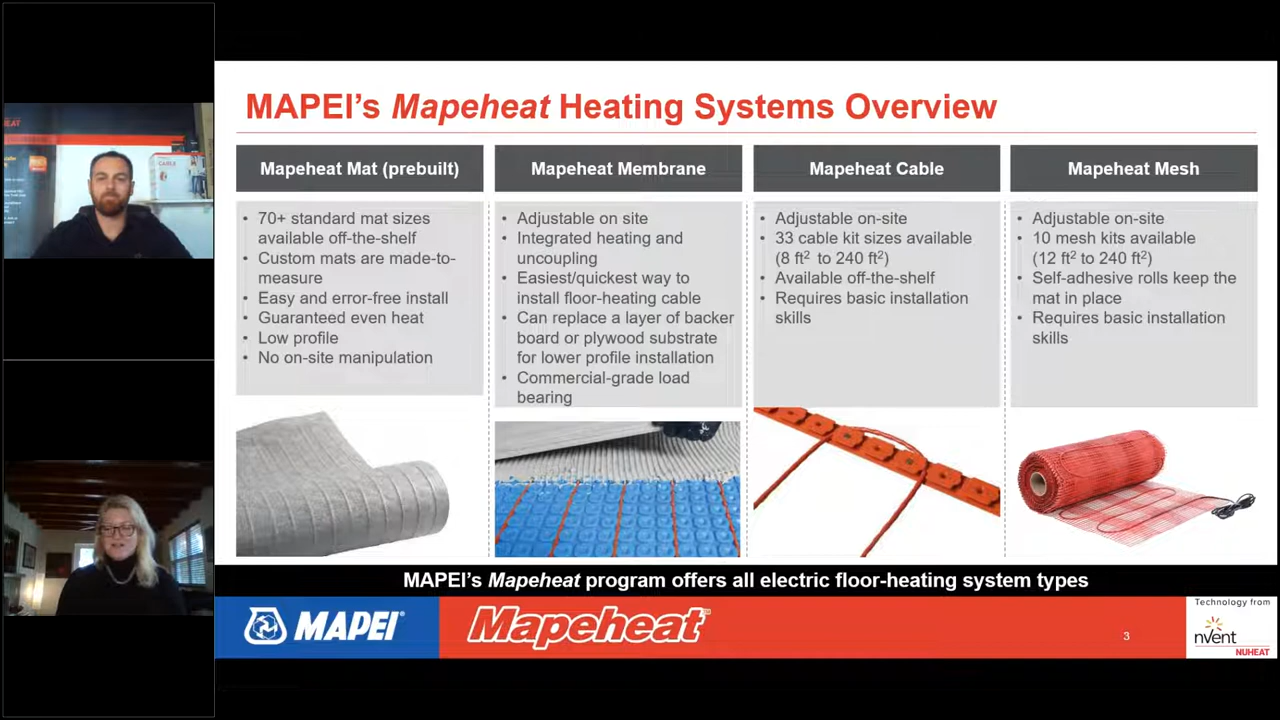 MAPEI's Mapeheat Heating Systems Overview
Mapeheat Mat (prebuilt)
• 70+ standard mat sizes
available off-the-shelf
• Custom mats are made-to-
measure
• Easy and error-free install
• Guaranteed even heat
• Low profile
• No on-site manipulation
Mapeheat Membrane
• Adjustable on site
• Integrated heating and
uncoupling
• Easiest/quickest way to
install floor-heating cable
• Can replace a layer of backer
board or plywood substrate
for lower profile installation
• Commercial-grade load
bearing
Mapeheat Cable
• Adjustable on-site
• 33 cable kit sizes available
(8 ft² to 240 ft²)
• Available off-the-shelf
• Requires basic installation
skills
Mapeheat Mesh
• Adjustable on-site
• 10 mesh kits available
(12 ft² to 240 ft²)
• Self-adhesive rolls keep the
mat in place
• Requires basic installation
skills
MAPEI's Mapeheat program offers all electric floor-heating system types
MAPEI®
Mapeheat™
3
Technology from
nVent
NUHEAT
CABLE